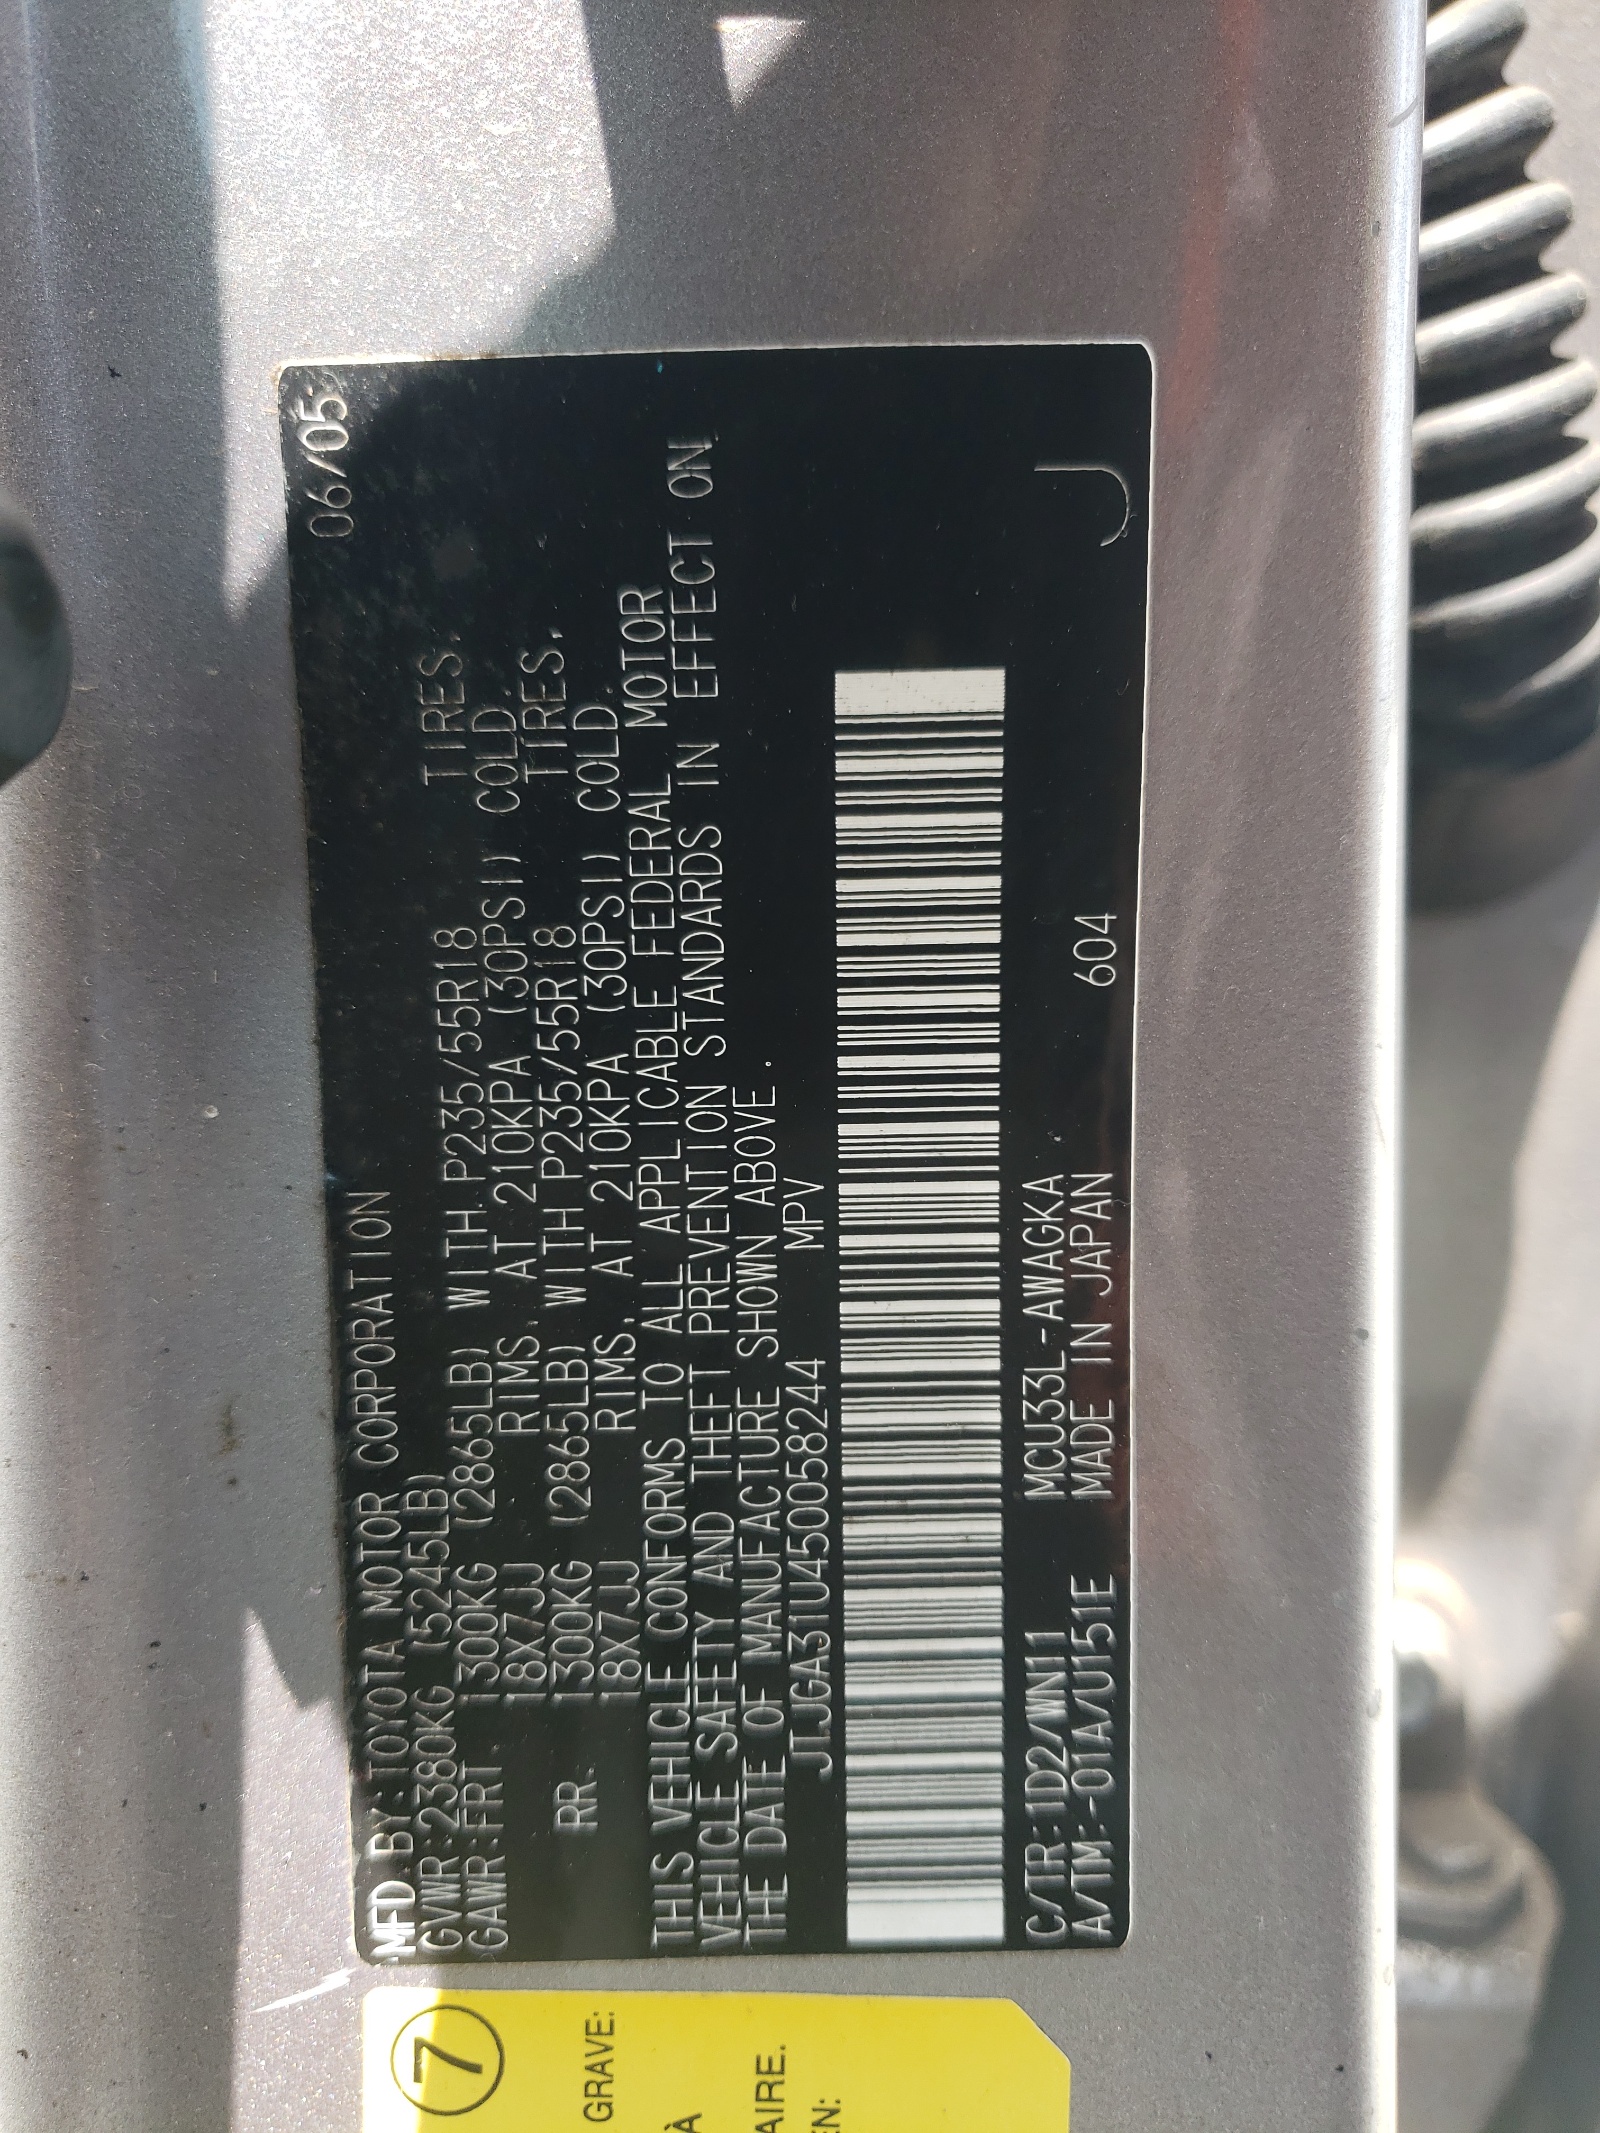 MFD BY:TOYOTA MOTOR CORPORATION 06/05
GVWR:2380KG (5245LB)
GAWR:FRT 1300KG (2865LB) WITH P235/55R18 TIRES.
18X7JJ RIMS. AT 210KPA (30PSI) COLD.
RR. 1300KG (2865LB) WITH P235/55R18 TIRES.
18X7JJ RIMS. AT 210KPA (30PSI) COLD.
THIS VEHICLE CONFORMS TO ALL APPLICABLE FEDERAL MOTOR
VEHICLE SAFETY AND THEFT PREVENTION STANDARDS IN EFFECT ON
THE DATE OF MANUFACTURE SHOWN ABOVE.
JTJGA31U450058244 MPV
C/TR:1D2/WN11 MCU33L-AWAGKA
A/TM:-01A/U151E MADE IN JAPAN 604 J
7
GRAVE:
À
AIRE.
EN: